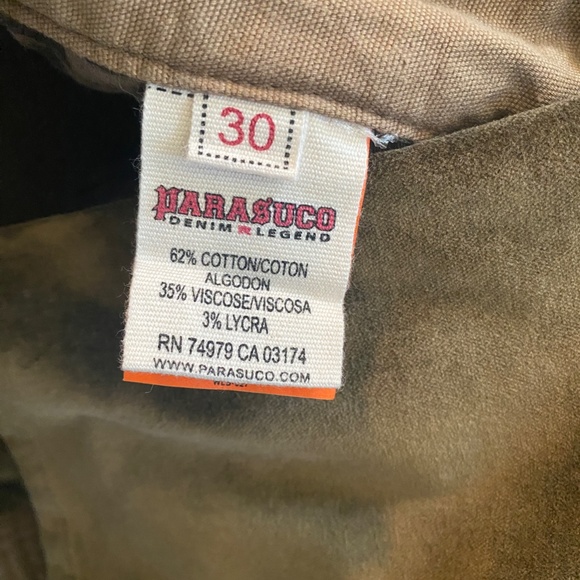 30
PARASUCO
DENIM LEGEND
62% COTTON/COTON
ALGODON
35% VISCOSE/VISCOSA
3% LYCRA
RN 74979 CA 03174
WWW.PARASUCO.COM